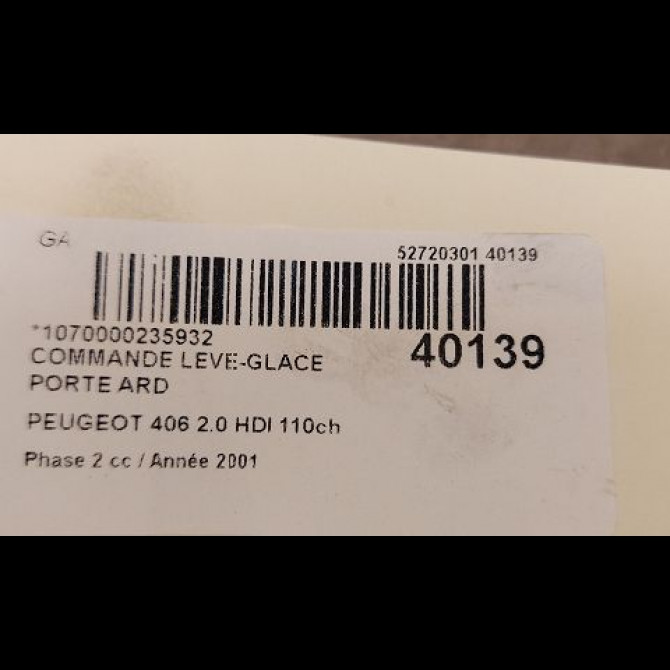 GA
52720301 40139
*1070000235932
40139
COMMANDE LEVE-GLACE
PORTE ARD
PEUGEOT 406 2.0 HDI 110ch
Phase 2 cc / Année 2001